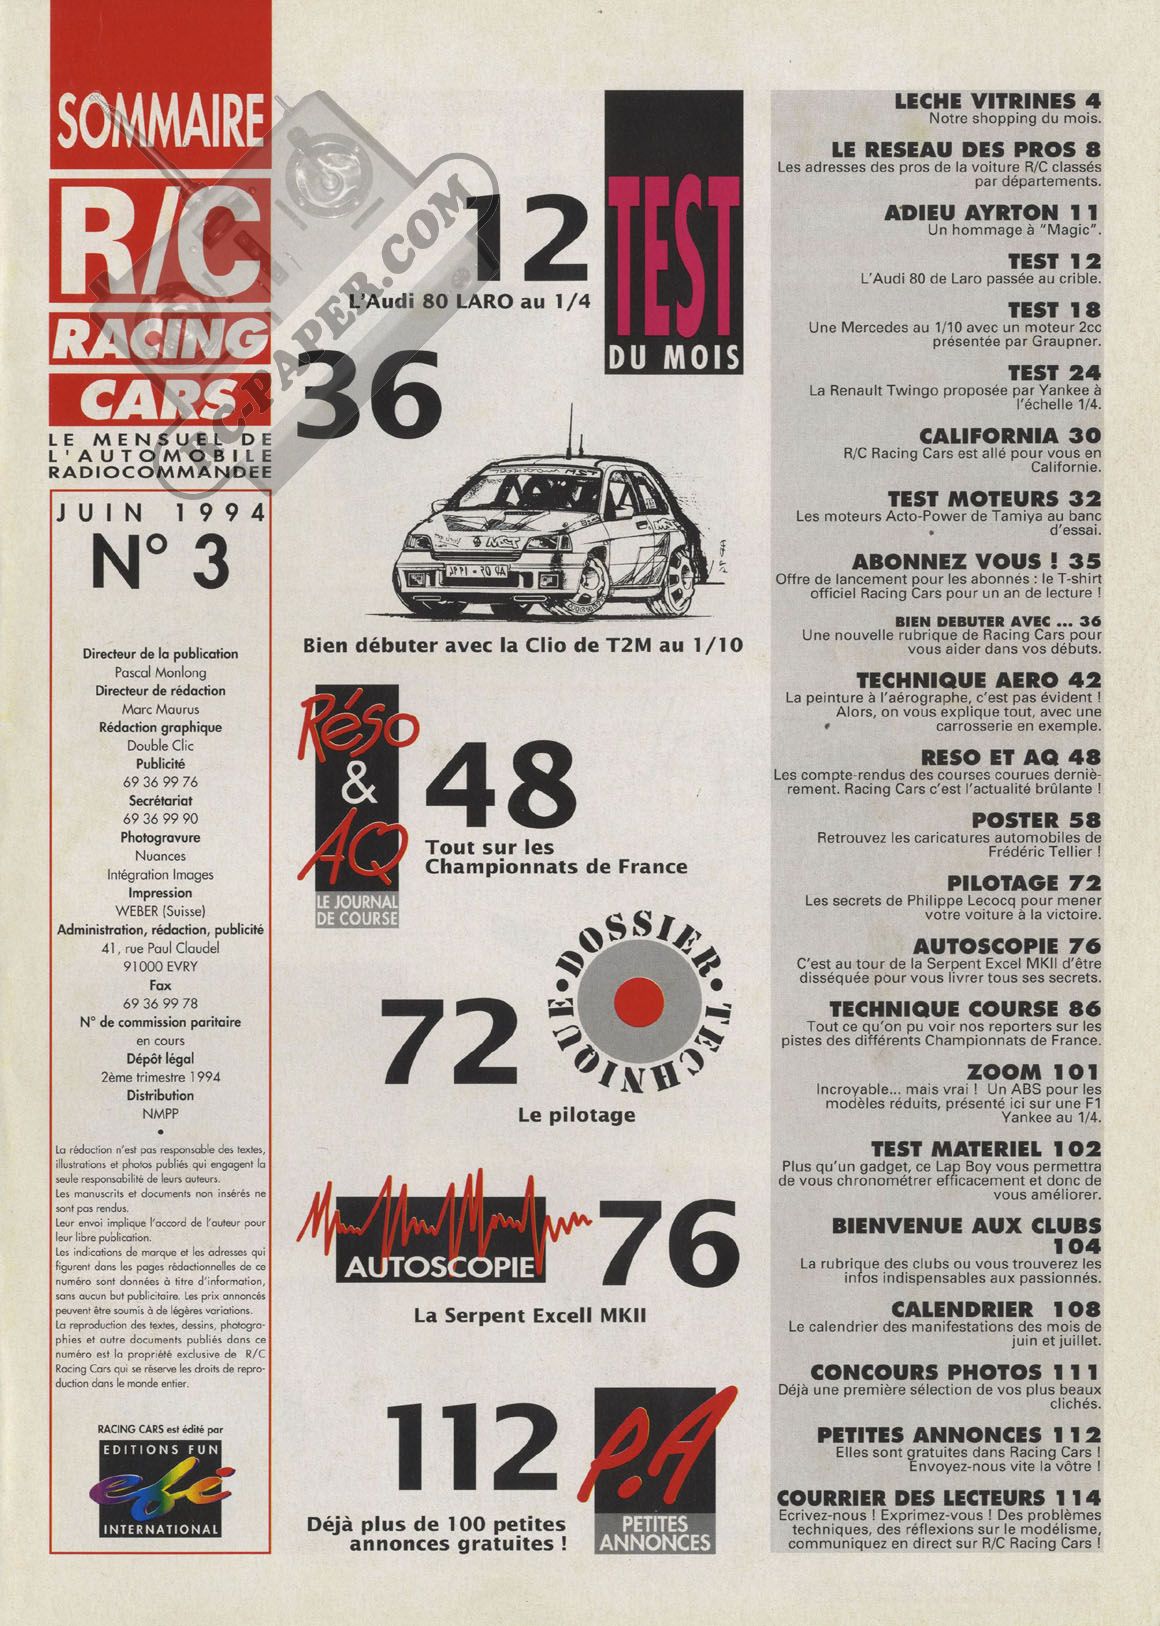 SOMMAIRE
R/C
RACING
CARS
LE MENSUEL DE
L'AUTOMOBILE
RADIOCOMMANDEE
JUIN 1994
N° 3
Directeur de la publication
Pascal Monlong
Directeur de rédaction
Marc Maurus
Rédaction graphique
Double Clic
Publicité
69 36 99 76
Secrétariat
69 36 99 90
Photogravure
Nuances
Intégration Images
Impression
WEBER (Suisse)
Administration, rédaction, publicité
41, rue Paul Claudel
91000 EVRY
Fax
69 36 99 78
N° de commission paritaire
en cours
Dépôt légal
2ème trimestre 1994
Distribution
NMPP
•
La rédaction n'est pas responsable des textes,
illustrations et photos publiés qui engagent la
seule responsabilité de leurs auteurs.
Les manuscrits et documents non insérés ne
sont pas rendus.
Leur envoi implique l'accord de l'auteur pour
leur libre publication.
Les indications de marque et les adresses qui
figurent dans les pages rédactionnelles de ce
numéro sont données à titre d'information,
sans aucun but publicitaire. Les prix annoncés
peuvent être soumis à de légères variations.
La reproduction des textes, dessins, photogra-
phies et autre documents publiés dans ce
numéro est la propriété exclusive de R/C
Racing Cars qui se réserve les droits de repro-
duction dans le monde entier.
RACING CARS est édité par
EDITIONS FUN
efi
INTERNATIONAL
RC-PAPER.COM
12
L'Audi 80 LARO au 1/4
TEST
DU MOIS
36
Bien débuter avec la Clio de T2M au 1/10
Réso
&
AQ
LE JOURNAL
DE COURSE
48
Tout sur les
Championnats de France
72
DOSSIER • TECHNIQUE •
Le pilotage
AUTOSCOPIE
76
La Serpent Excell MKII
112
Déjà plus de 100 petites
annonces gratuites !
P.A
PETITES
ANNONCES
LECHE VITRINES 4
Notre shopping du mois.
LE RESEAU DES PROS 8
Les adresses des pros de la voiture R/C classés
par départements.
ADIEU AYRTON 11
Un hommage à "Magic".
TEST 12
L'Audi 80 de Laro passée au crible.
TEST 18
Une Mercedes au 1/10 avec un moteur 2cc
présentée par Graupner.
TEST 24
La Renault Twingo proposée par Yankee à
l'échelle 1/4.
CALIFORNIA 30
R/C Racing Cars est allé pour vous en
Californie.
TEST MOTEURS 32
Les moteurs Acto-Power de Tamiya au banc
d'essai.
ABONNEZ VOUS ! 35
Offre de lancement pour les abonnés : le T-shirt
officiel Racing Cars pour un an de lecture !
BIEN DEBUTER AVEC ... 36
Une nouvelle rubrique de Racing Cars pour
vous aider dans vos débuts.
TECHNIQUE AERO 42
La peinture à l'aérographe, c'est pas évident !
Alors, on vous explique tout, avec une
carrosserie en exemple.
RESO ET AQ 48
Les compte-rendus des courses courues derniè-
rement. Racing Cars c'est l'actualité brûlante !
POSTER 58
Retrouvez les caricatures automobiles de
Frédéric Tellier !
PILOTAGE 72
Les secrets de Philippe Lecocq pour mener
votre voiture à la victoire.
AUTOSCOPIE 76
C'est au tour de la Serpent Excel MKII d'être
disséquée pour vous livrer tous ses secrets.
TECHNIQUE COURSE 86
Tout ce qu'on pu voir nos reporters sur les
pistes des différents Championnats de France.
ZOOM 101
Incroyable... mais vrai ! Un ABS pour les
modèles réduits, présenté ici sur une F1
Yankee au 1/4.
TEST MATERIEL 102
Plus qu'un gadget, ce Lap Boy vous permettra
de vous chronométrer efficacement et donc de
vous améliorer.
BIENVENUE AUX CLUBS
104
La rubrique des clubs ou vous trouverez les
infos indispensables aux passionnés.
CALENDRIER 108
Le calendrier des manifestations des mois de
juin et juillet.
CONCOURS PHOTOS 111
Déjà une première sélection de vos plus beaux
clichés.
PETITES ANNONCES 112
Elles sont gratuites dans Racing Cars !
Envoyez-nous vite la vôtre !
COURRIER DES LECTEURS 114
Ecrivez-nous ! Exprimez-vous ! Des problèmes
techniques, des réflexions sur le modélisme,
communiquez en direct sur R/C Racing Cars !